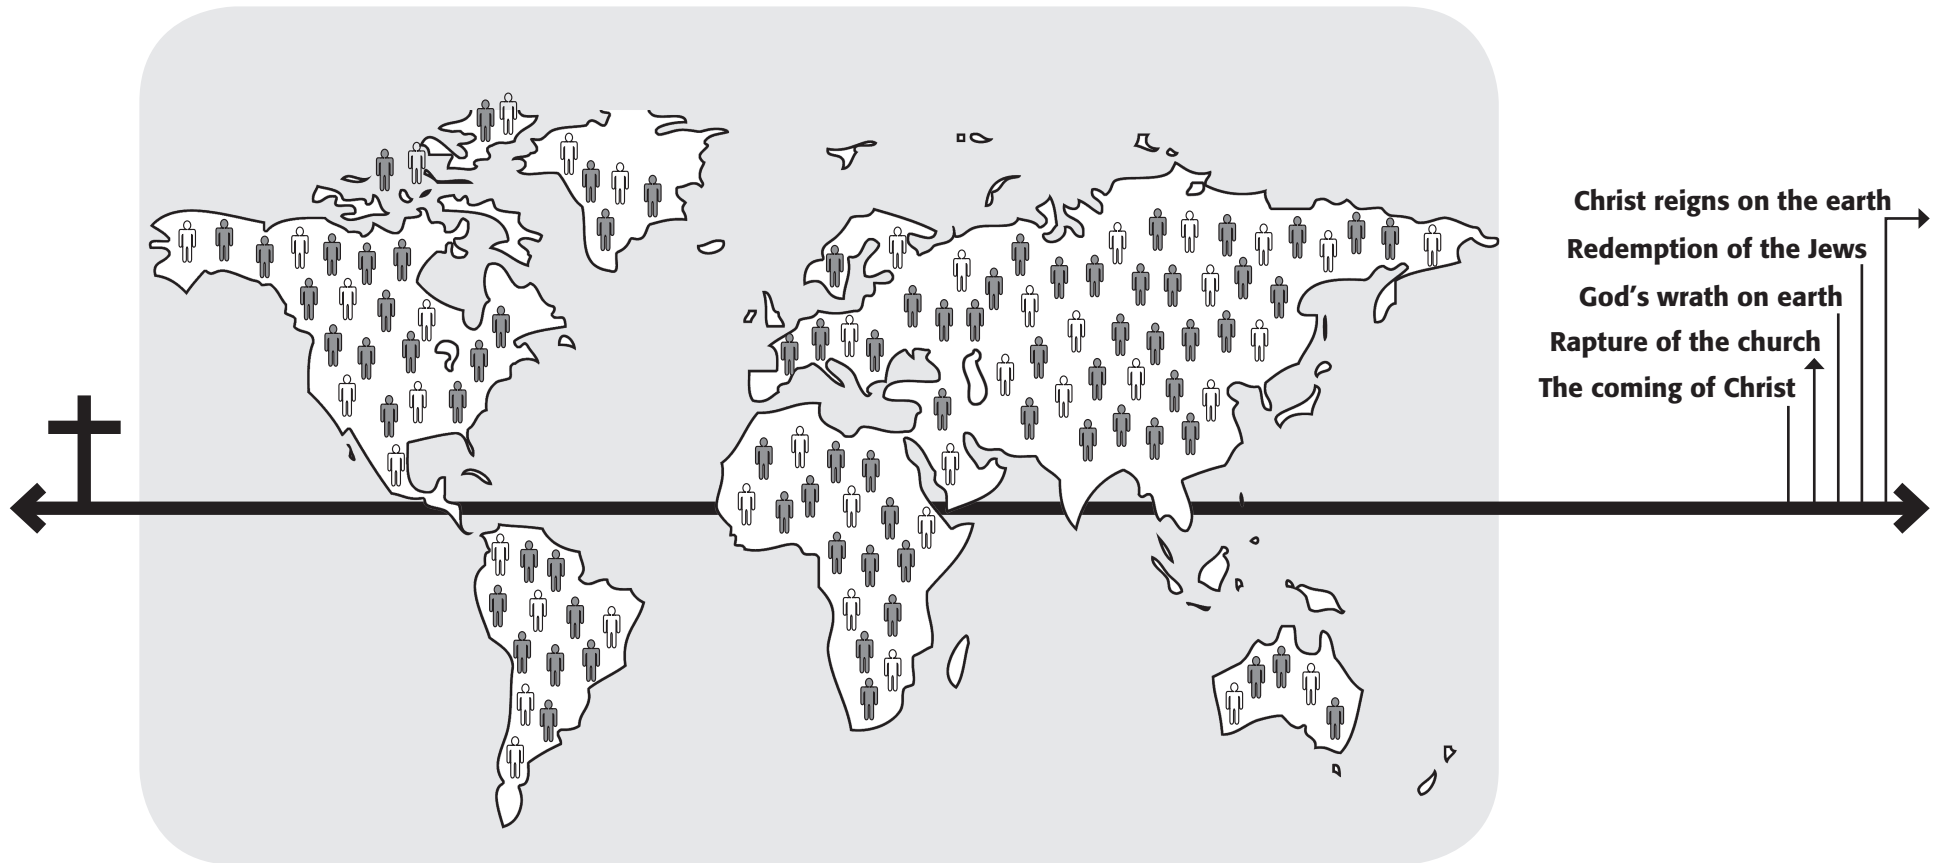 Christ reigns on the earth
Redemption of the Jews
God’s wrath on earth
Rapture of the church
The coming of Christ